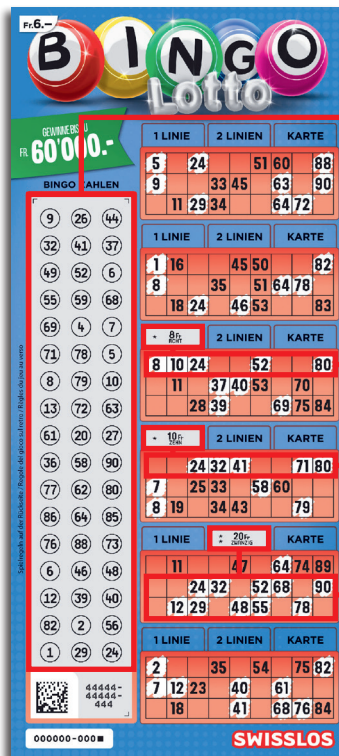 Fr.6.–
BINGO
Lotto
GEWINNE BIS ZU
FR. 60'000.-
BINGO ZAHLEN
9 26 44
32 41 37
49 52 6
55 59 68
69 4 7
71 78 5
8 79 10
13 72 63
61 20 27
36 58 90
77 62 80
86 64 85
76 88 73
6 46 48
12 39 40
82 2 56
1 29 24
Spielregeln auf der Rückseite / Regole del gioco sul retro / Règles du jeu au verso
44444-
44444-
444
000000-000■
1 LINIE 2 LINIEN KARTE
5 24 51 60 88
9 33 45 63 90
11 29 34 64 72
1 LINIE 2 LINIEN KARTE
1 16 45 50 82
8 35 51 64 78
18 24 46 53 83
* 8Fr ACHT 2 LINIEN KARTE
8 10 24 52 80
11 37 40 53 70
28 39 69 75 84
* 10Fr ZEHN 2 LINIEN KARTE
24 32 41 71 80
7 25 33 58 60
8 19 34 43 79
1 LINIE ** 20Fr ZWANZIG KARTE
11 47 64 74 89
24 32 52 68 90
12 29 48 55 78
1 LINIE 2 LINIEN KARTE
2 35 54 75 82
7 12 23 40 61
18 41 68 76 84
SWISSLOS